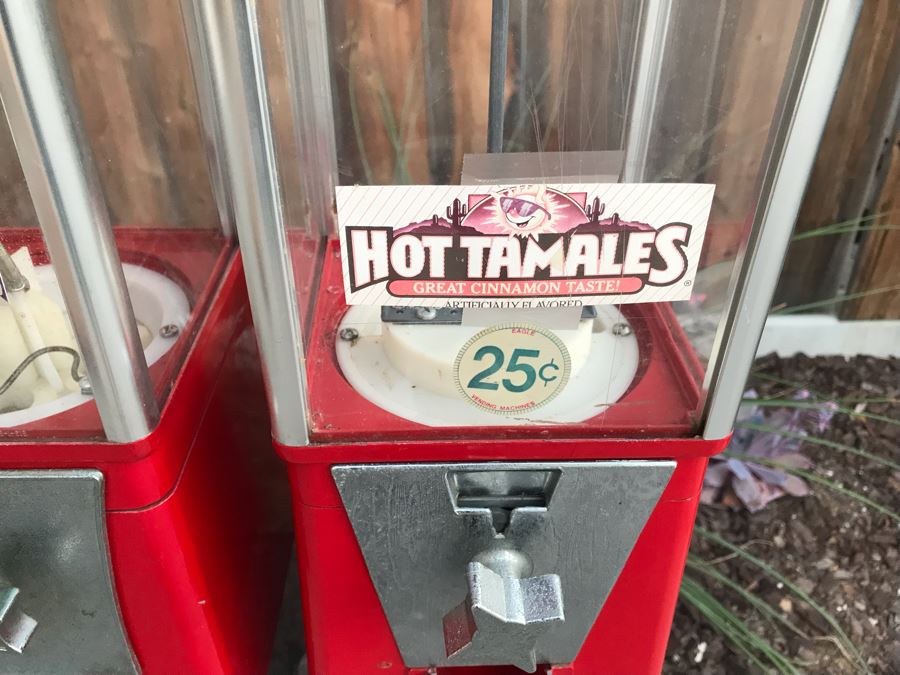 HOT TAMALES®
GREAT CINNAMON TASTE!
ARTIFICIALLY FLAVORED
EAGLE
25¢
VENDING MACHINES